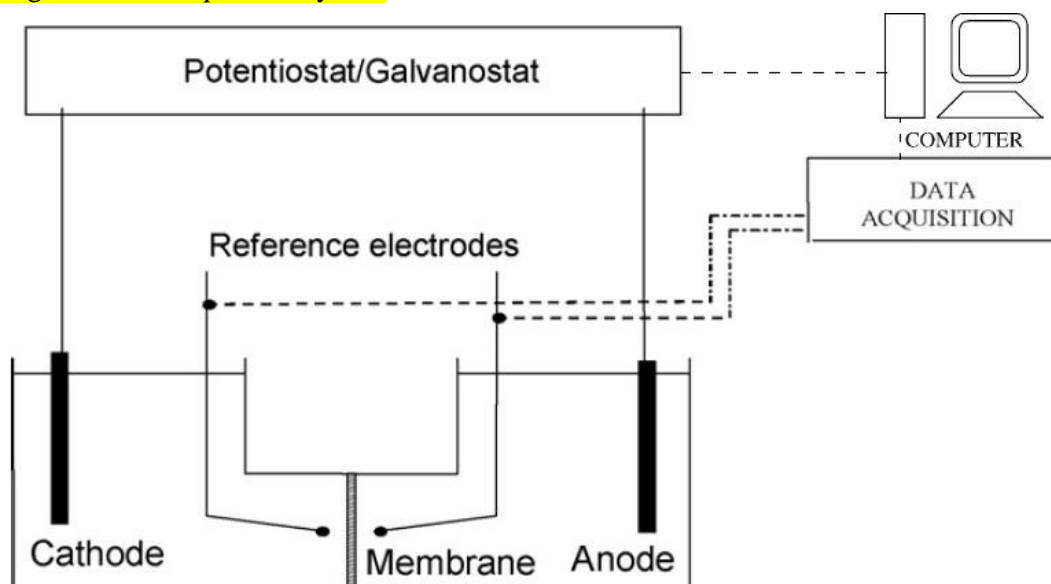 Potentiostat/Galvanostat
COMPUTER
DATA
ACQUISITION
Reference electrodes
Cathode
Membrane
Anode